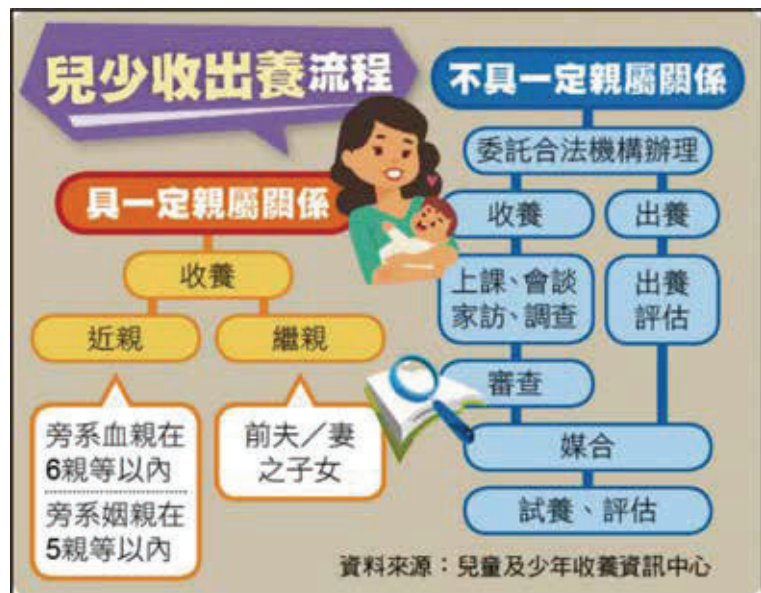 兒少收出養流程
具一定親屬關係
收養
近親
繼親
旁系血親在
6親等以內
旁系姻親在
5親等以內
前夫／妻
之子女
不具一定親屬關係
委託合法機構辦理
收養
出養
上課、會談
家訪、調查
出養
評估
審查
媒合
試養、評估
資料來源：兒童及少年收養資訊中心